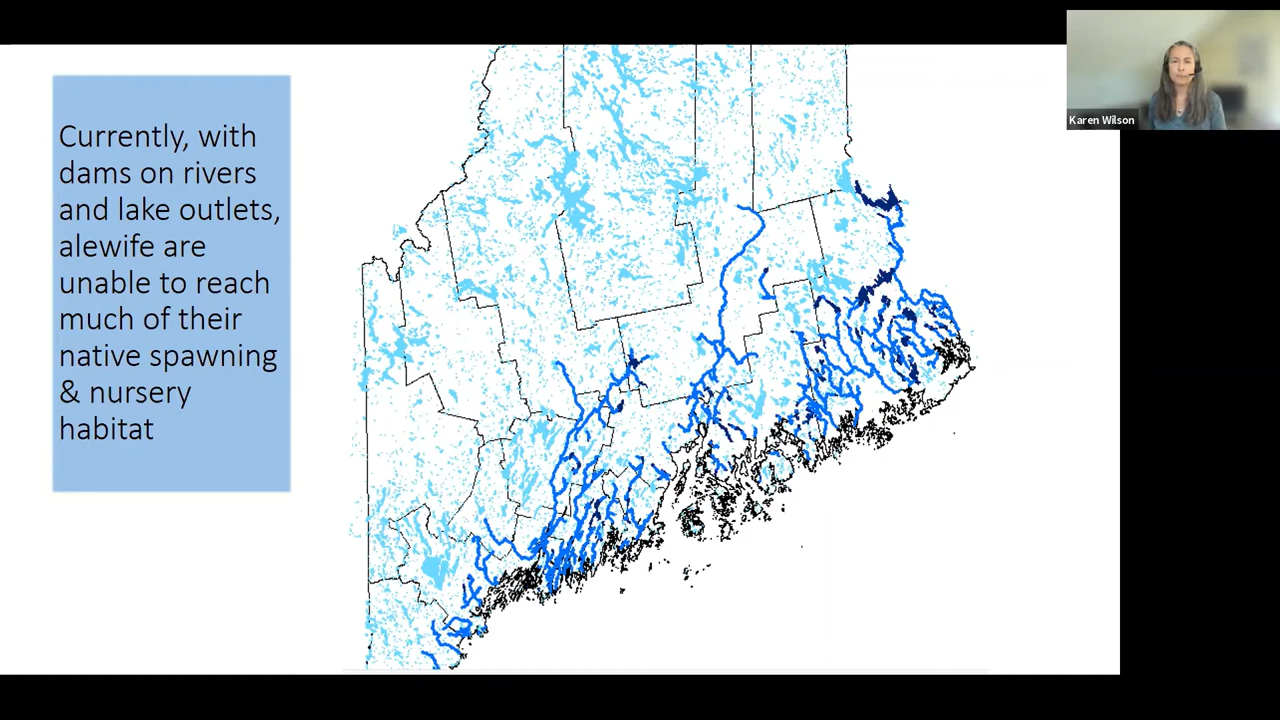 Currently, with
dams on rivers
and lake outlets,
alewife are
unable to reach
much of their
native spawning
& nursery
habitat
Karen Wilson